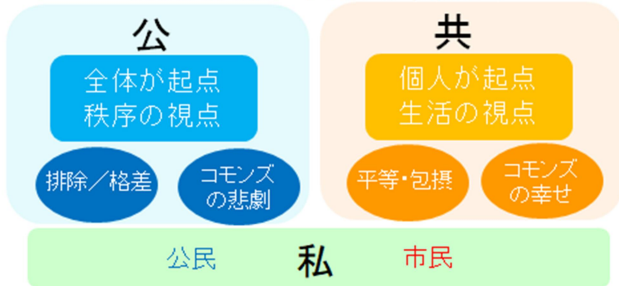 公
全体が起点
秩序の視点
排除／格差
コモンズ
の悲劇
共
個人が起点
生活の視点
平等・包摂
コモンズ
の幸せ
公民
私
市民